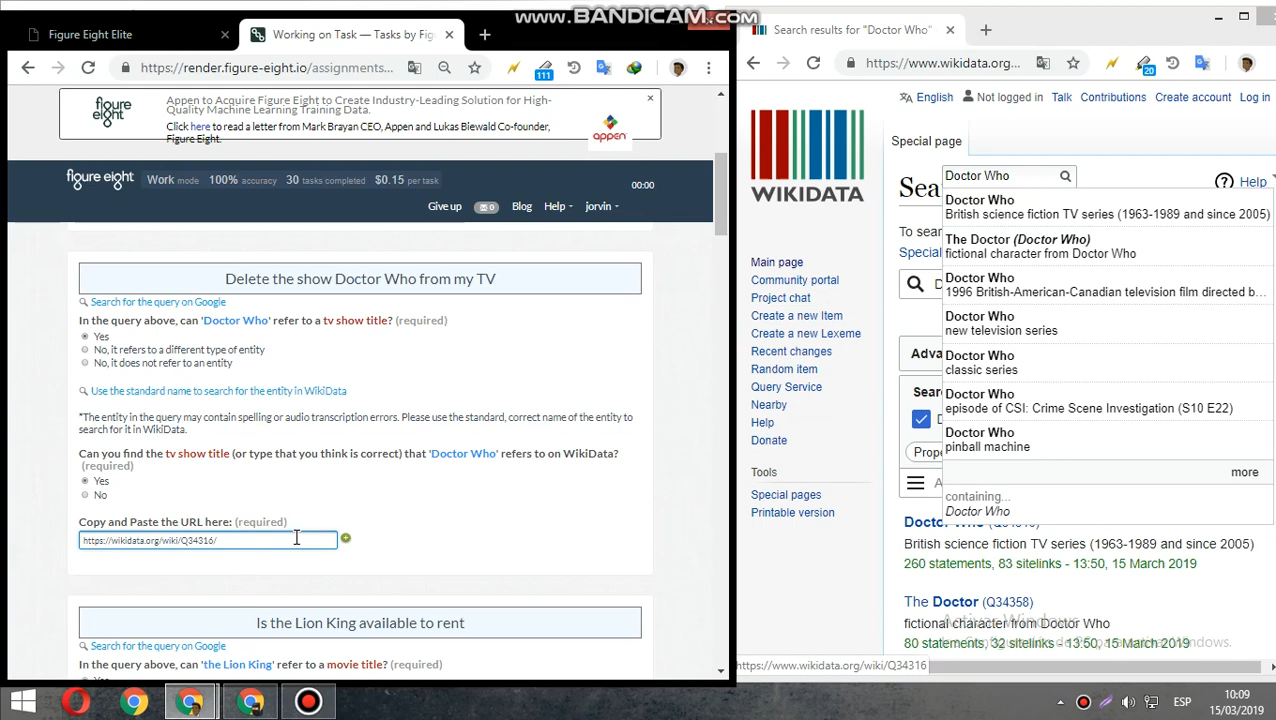 www.BANDICAM.com
Figure Eight Elite
Working on Task — Tasks by Fig
Search results for "Doctor Who"
https://render.figure-eight.io/assignments...
111
https://www.wikidata.org...
20
figure eight
Appen to Acquire Figure Eight to Create Industry-Leading Solution for High-
Quality Machine Learning Training Data.
Click here to read a letter from Mark Brayan CEO, Appen and Lukas Biewald Co-founder,
Figure Eight.
appen
figure eight
Work mode 100% accuracy 30 tasks completed $0.15 per task
00:00
Give up 0 Blog Help jorvin
Delete the show Doctor Who from my TV
Search for the query on Google
In the query above, can 'Doctor Who' refer to a tv show title? (required)
Yes
No, it refers to a different type of entity
No, it does not refer to an entity
Use the standard name to search for the entity in WikiData
*The entity in the query may contain spelling or audio transcription errors. Please use the standard, correct name of the entity to
search for it in WikiData.
Can you find the tv show title (or type that you think is correct) that 'Doctor Who' refers to on WikiData?
(required)
Yes
No
Copy and Paste the URL here: (required)
https://wikidata.org/wiki/Q34316/
Is the Lion King available to rent
Search for the query on Google
In the query above, can 'the Lion King' refer to a movie title? (required)
English Not logged in Talk Contributions Create account Log in
WIKIDATA
Special page
Sea
Doctor Who
Help
To sear
Special
D
Adva
Sear
D
Prope
A
Main page
Community portal
Project chat
Create a new Item
Create a new Lexeme
Recent changes
Random item
Query Service
Nearby
Help
Donate
Tools
Special pages
Printable version
Doctor Who
British science fiction TV series (1963-1989 and since 2005)
The Doctor (Doctor Who)
fictional character from Doctor Who
Doctor Who
1996 British-American-Canadian television film directed b...
Doctor Who
new television series
Doctor Who
classic series
Doctor Who
episode of CSI: Crime Scene Investigation (S10 E22)
Doctor Who
pinball machine
more
containing...
Doctor Who
British science fiction TV series (1963-1989 and since 2005)
260 statements, 83 sitelinks - 13:50, 15 March 2019
The Doctor (Q34358)
fictional character from Doctor Who
80 statements, 32 sitelinks - 13:50, 15 March 2019
Activar Windows
https://www.wikidata.org/wiki/Q34316
ESP
10:09
15/03/2019